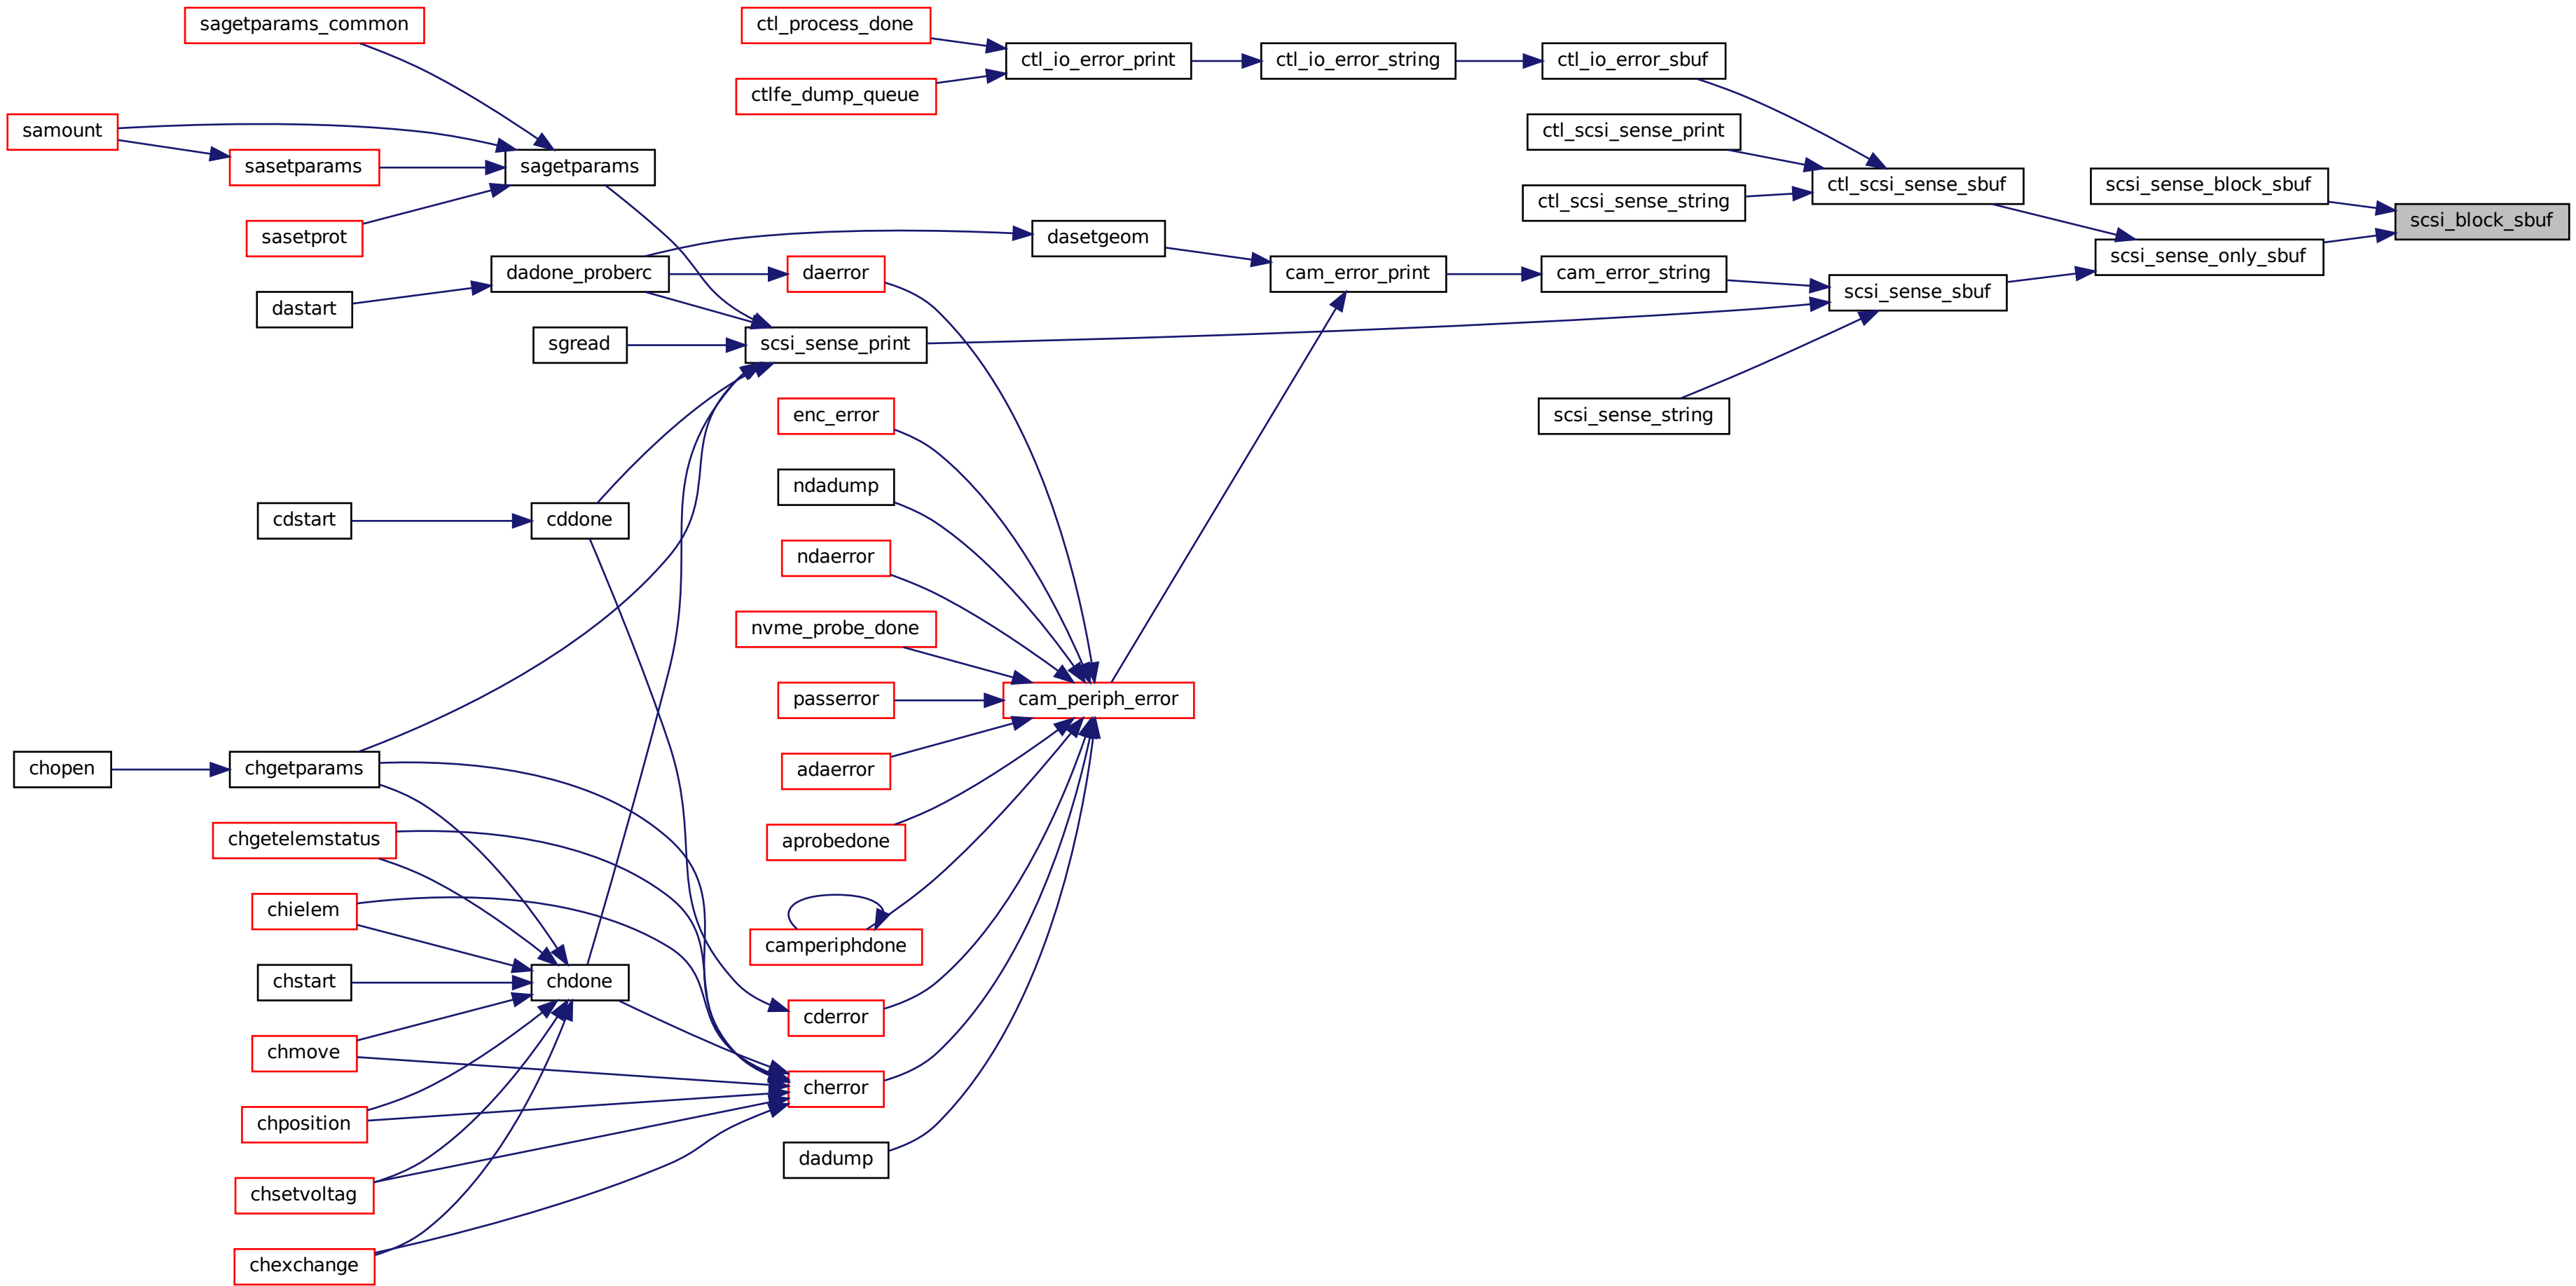 sagetparams_common
samount
sasetparams
sagetparams
sasetprot
ctl_process_done
ctlfe_dump_queue
ctl_io_error_print
ctl_io_error_string
ctl_io_error_sbuf
ctl_scsi_sense_print
ctl_scsi_sense_string
ctl_scsi_sense_sbuf
scsi_sense_block_sbuf
scsi_block_sbuf
scsi_sense_only_sbuf
dasetgeom
dadone_proberc
daerror
cam_error_print
cam_error_string
scsi_sense_sbuf
dastart
sgread
scsi_sense_print
scsi_sense_string
enc_error
ndadump
cdstart
cddone
ndaerror
nvme_probe_done
passerror
cam_periph_error
chopen
chgetparams
adaerror
chgetelemstatus
aprobedone
chielem
camperiphdone
chstart
chdone
cderror
chmove
cherror
chposition
dadump
chsetvoltag
chexchange